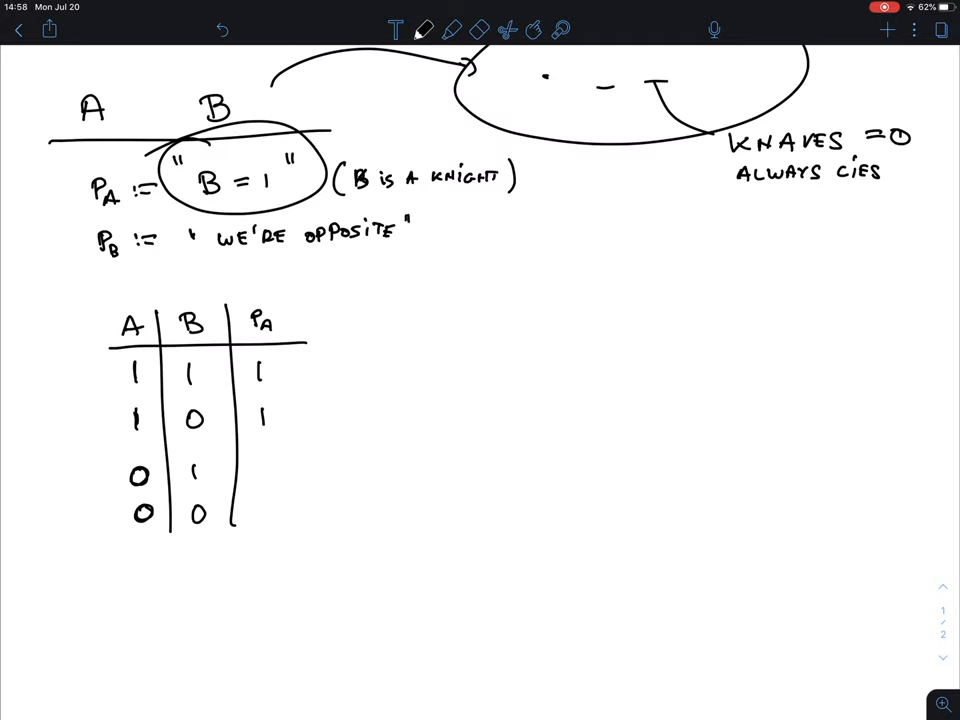 14:58 Mon Jul 20
62%
T
A B
KNAVES = 0
ALWAYS LIES
P_A := "B = 1" (B IS A KNIGHT)
P_B := "WE'RE OPPOSITE"
A B P_A
1 1 1
1 0 1
0 1
0 0
1
/
2